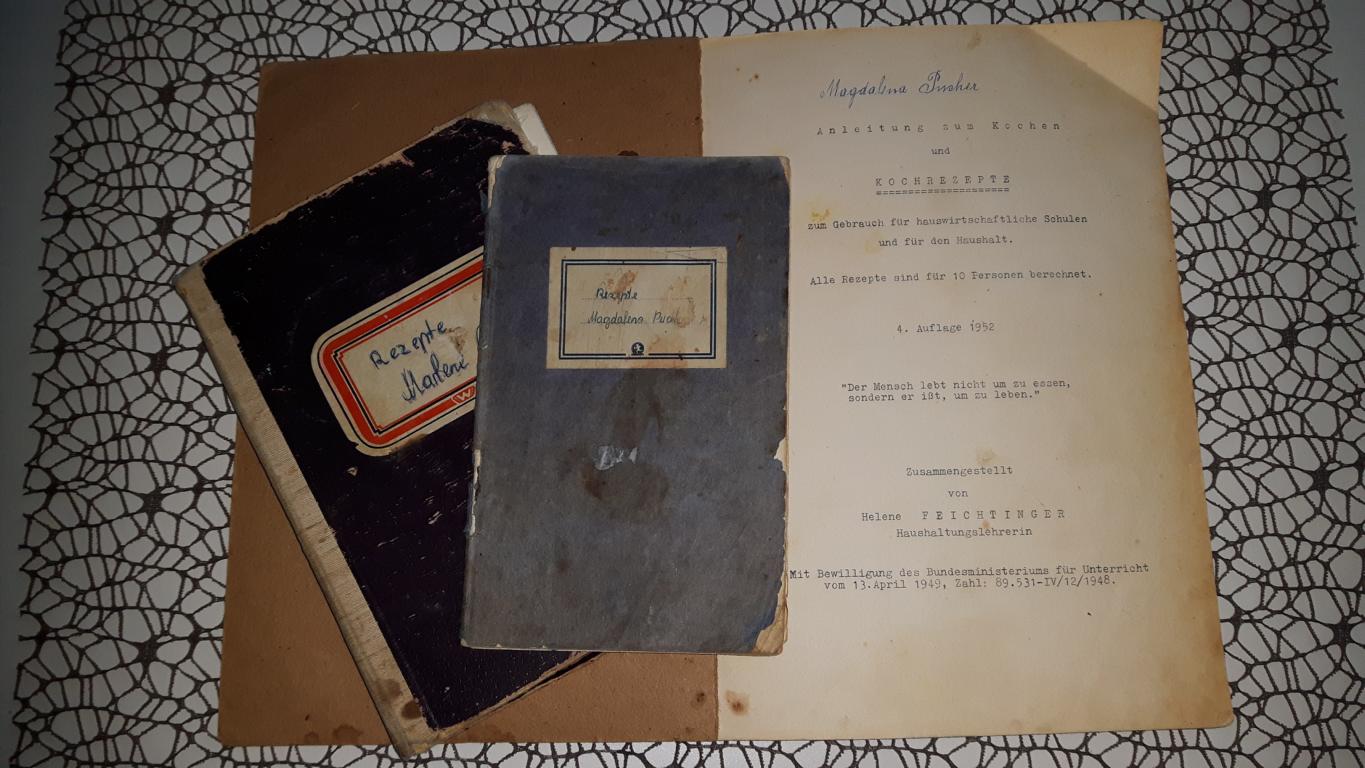 Rezepte
Marlene
W
Rezepte
Magdalena
Magdalena Pucher
Anleitung zum Kochen
und
KOCHREZEPTE
=====================
zum Gebrauch für hauswirtschaftliche Schulen
und für den Haushalt.
Alle Rezepte sind für 10 Personen berechnet.
4. Auflage 1952
"Der Mensch lebt nicht um zu essen,
sondern er ißt, um zu leben."
Zusammengestellt
von
Helene FEICHTINGER
Haushaltungslehrerin
Mit Bewilligung des Bundesministeriums für Unterricht
vom 13.April 1949, Zahl: 89.531-IV/12/1948.